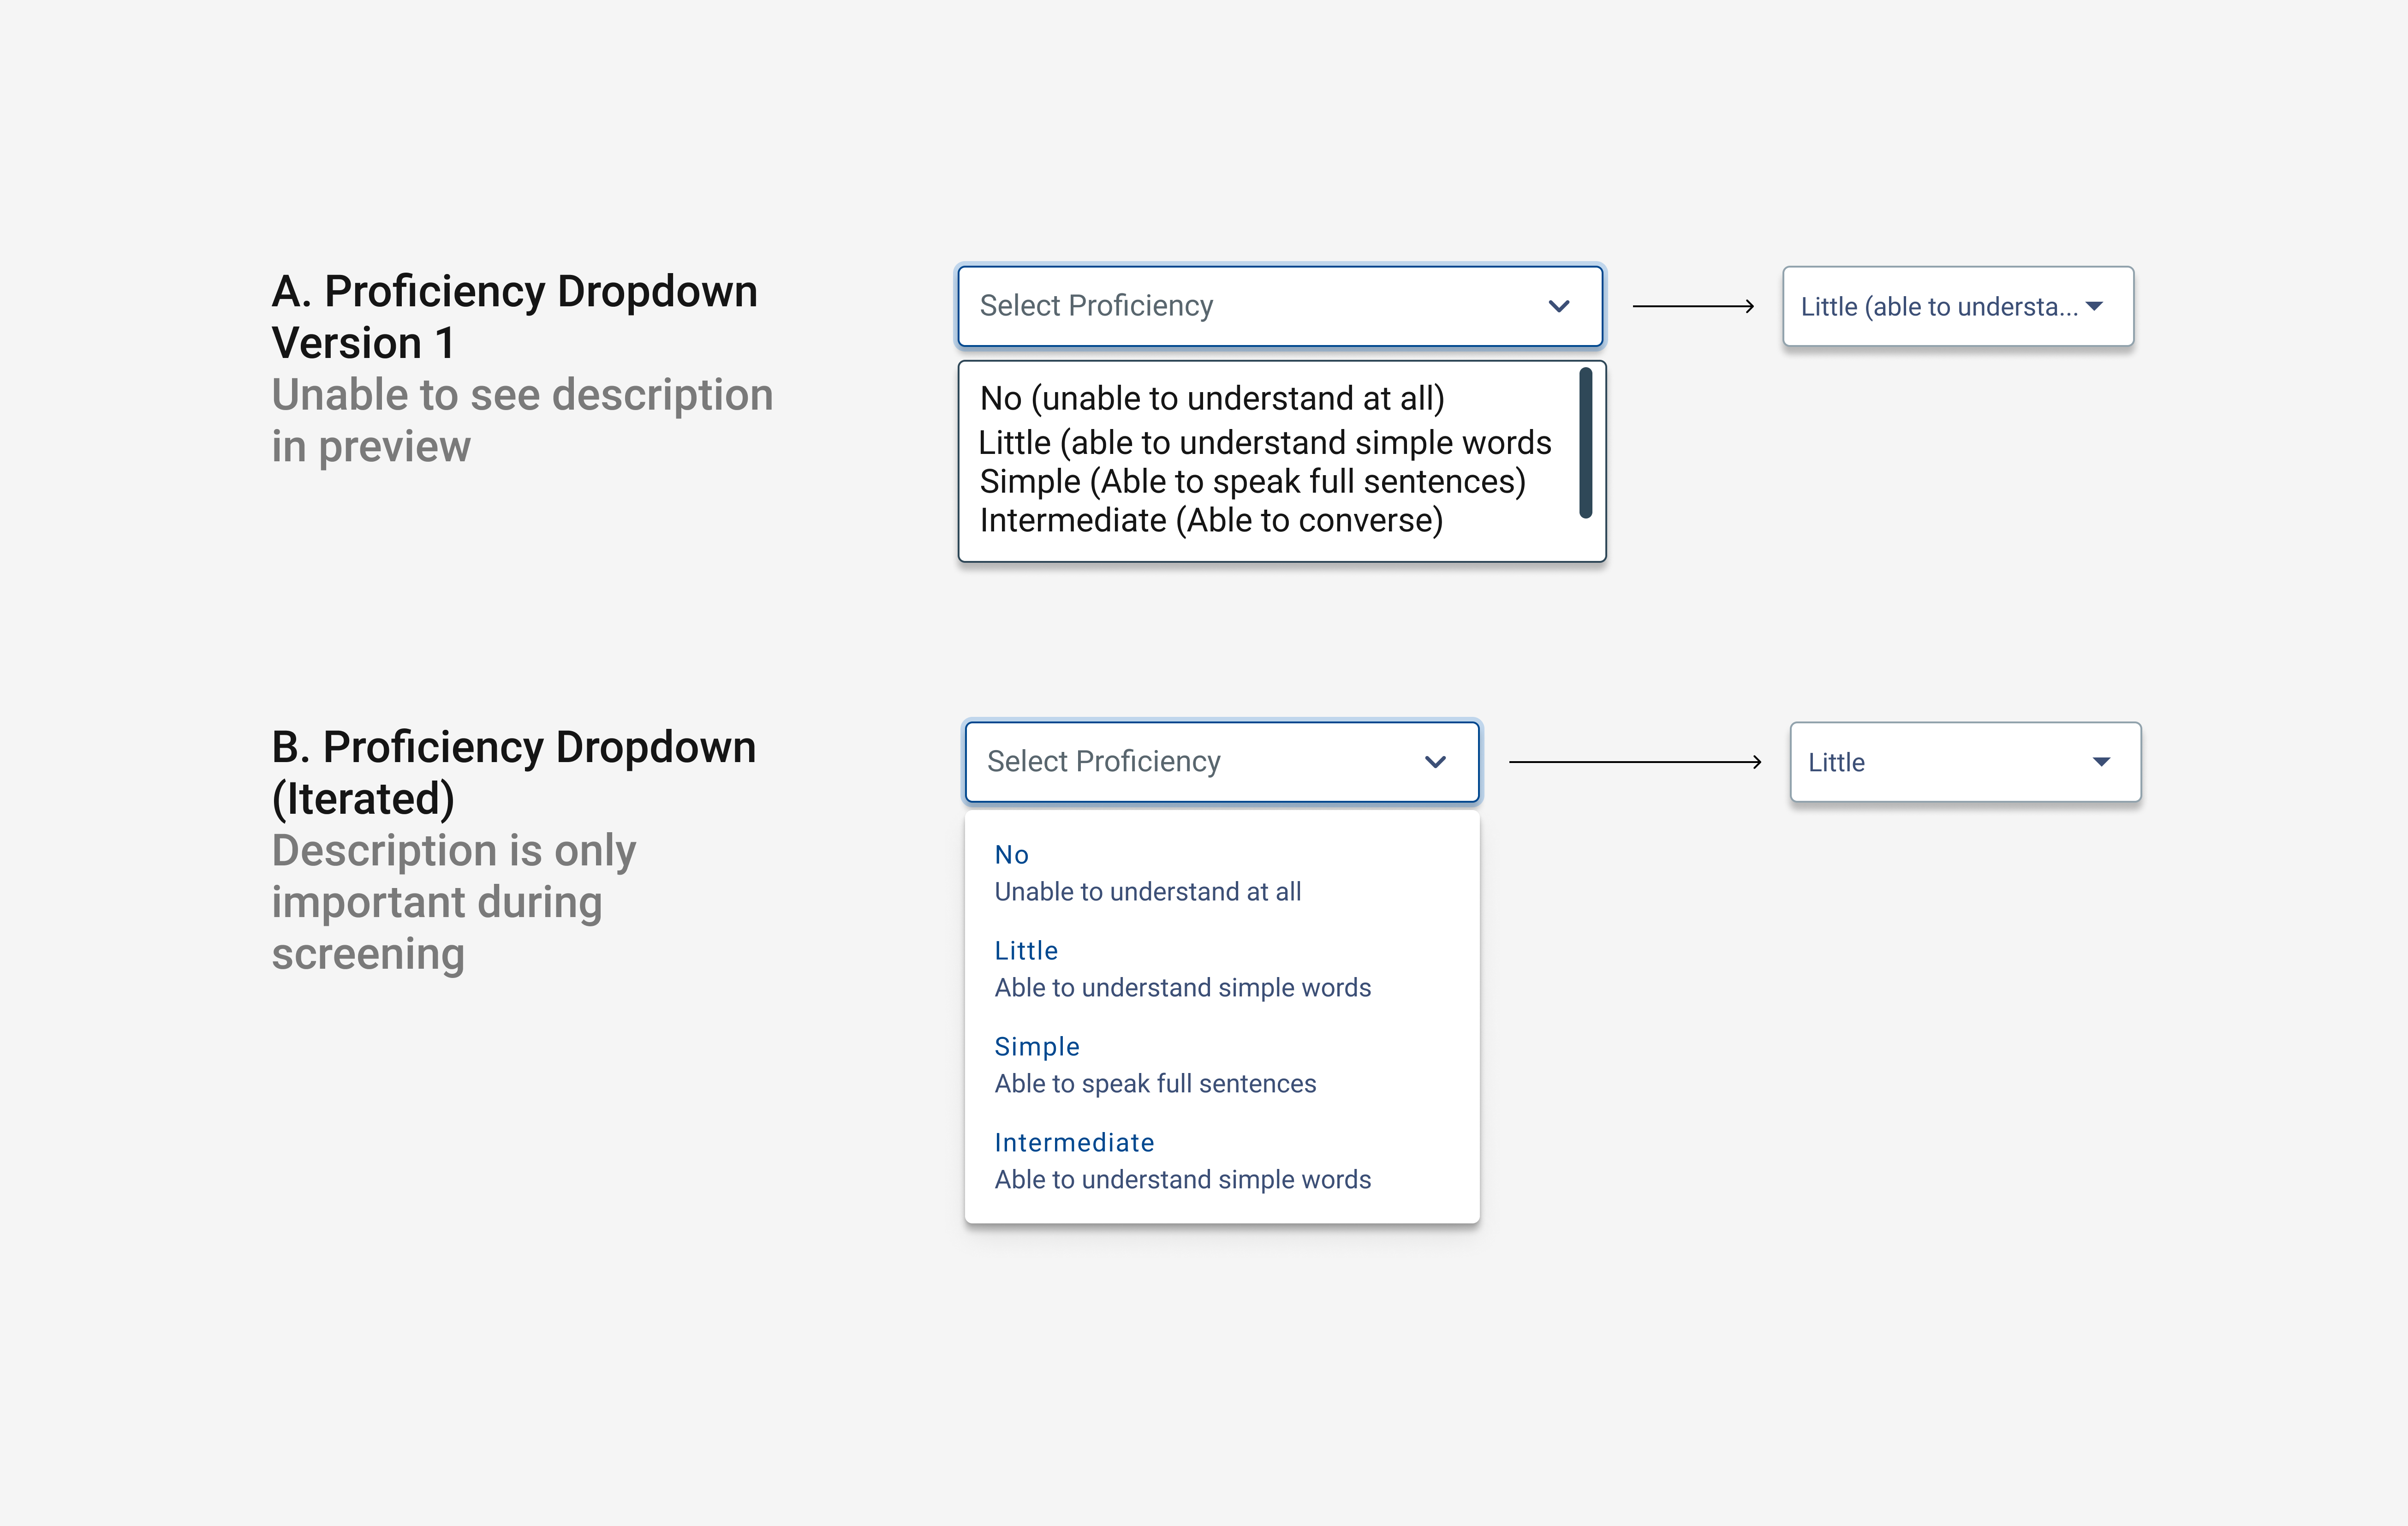 A. Proficiency Dropdown
Version 1
Unable to see description
in preview
Select Proficiency
Little (able to understa...
No (unable to understand at all)
Little (able to understand simple words
Simple (Able to speak full sentences)
Intermediate (Able to converse)
B. Proficiency Dropdown
(Iterated)
Description is only
important during
screening
Select Proficiency
Little
No
Unable to understand at all
Little
Able to understand simple words
Simple
Able to speak full sentences
Intermediate
Able to understand simple words